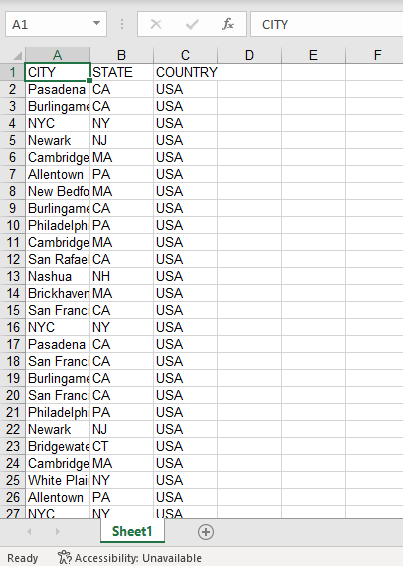 A1 fx CITY
A B C D E F
1 CITY STATE COUNTRY
2 Pasadena CA USA
3 Burlingame CA USA
4 NYC NY USA
5 Newark NJ USA
6 Cambridge MA USA
7 Allentown PA USA
8 New Bedfo MA USA
9 Burlingame CA USA
10 Philadelph PA USA
11 Cambridge MA USA
12 San Rafae CA USA
13 Nashua NH USA
14 Brickhaven MA USA
15 San Franc CA USA
16 NYC NY USA
17 Pasadena CA USA
18 San Franc CA USA
19 Burlingame CA USA
20 San Franc CA USA
21 Philadelph PA USA
22 Newark NJ USA
23 Bridgewate CT USA
24 Cambridge MA USA
25 White Plai NY USA
26 Allentown PA USA
27 NYC NY USA
Sheet1
Ready Accessibility: Unavailable